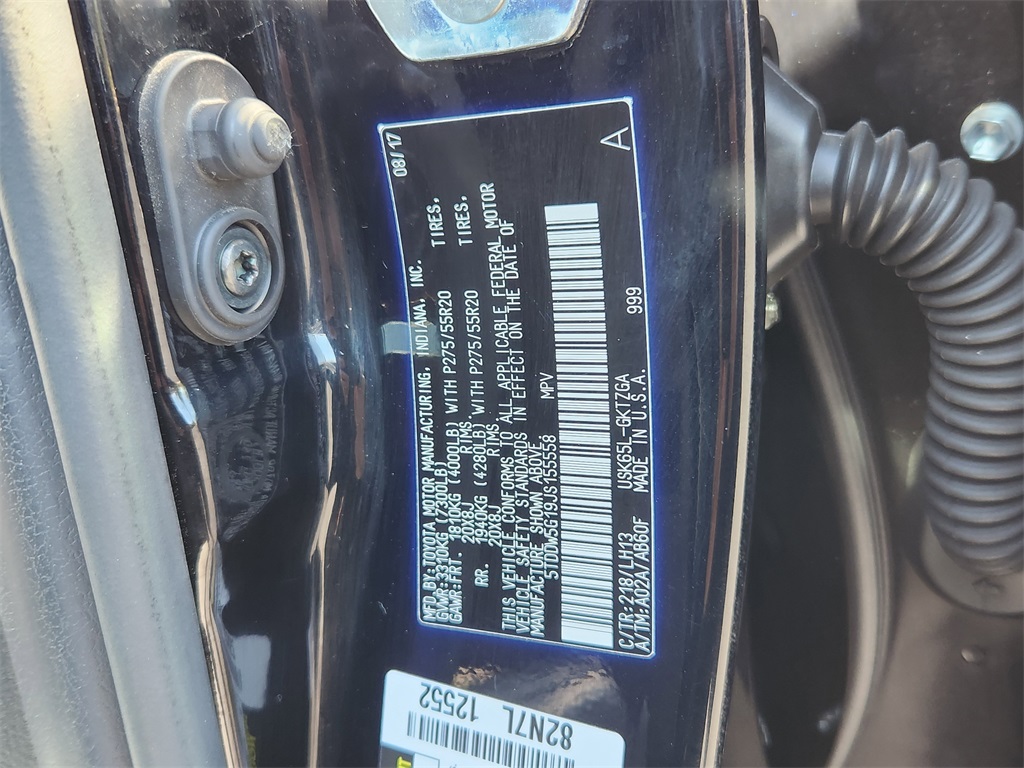 MFD BY: TOYOTA MOTOR MANUFACTURING, INDIANA, INC. 08/17
GVWR: 3310KG (7300LB)
GAWR: FRT. 1810KG (4000LB) WITH P275/55R20 TIRES,
20X8J RIMS
RR. 1940KG (4280LB) WITH P275/55R20 TIRES,
20X8J RIMS
THIS VEHICLE CONFORMS TO ALL APPLICABLE FEDERAL MOTOR
VEHICLE SAFETY STANDARDS IN EFFECT ON THE DATE OF
MANUFACTURE SHOWN ABOVE.
5TDDW5G19JS155558 MPV
C/TR: 218/LH13 USK65L-GKTZGA 999 A
A/TM: A02A/AB60F MADE IN U.S.A.
82N7L 12552